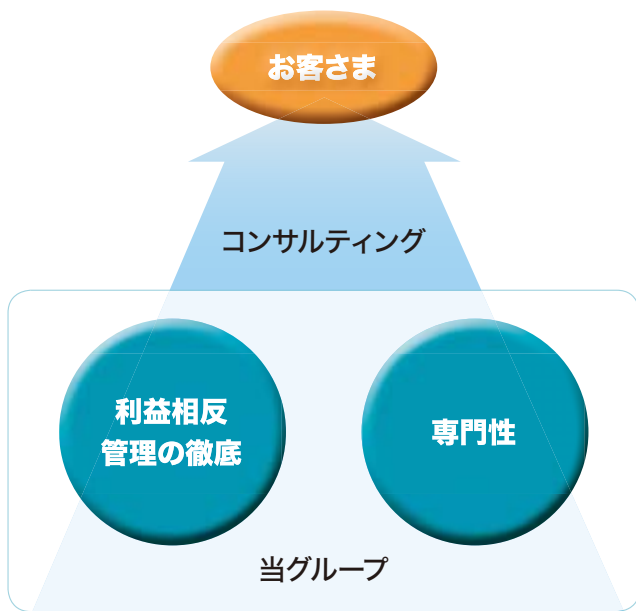 お客さま
コンサルティング
利益相反
管理の徹底
専門性
当グループ